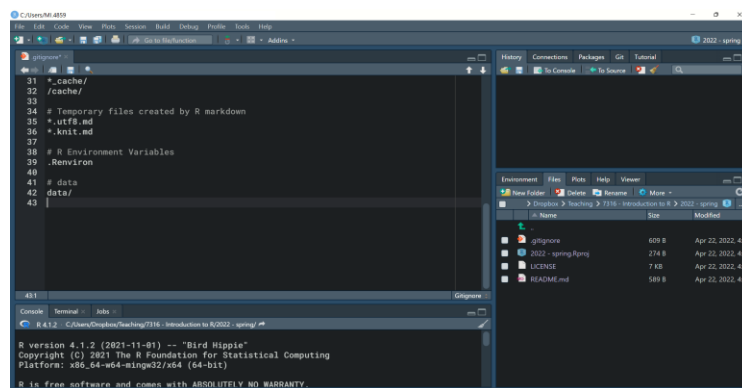 C:/Users/MI.4859
File Edit Code View Plots Session Build Debug Profile Tools Help
Go to file/function Addins 2022 - spring
gitignore*
31 *_cache/
32 /cache/
33
34 # Temporary files created by R markdown
35 *.utf8.md
36 *.knit.md
37
38 # R Environment Variables
39 .Renviron
40
41 # data
42 data/
43
43:1 Gitignore
Console Terminal Jobs
R 4.1.2 · C:/Users/Dropbox/Teaching/7316 - Introduction to R/2022 - spring/
R version 4.1.2 (2021-11-01) -- "Bird Hippie"
Copyright (C) 2021 The R Foundation for Statistical Computing
Platform: x86_64-w64-mingw32/x64 (64-bit)
R is free software and comes with ABSOLUTELY NO WARRANTY.
History Connections Packages Git Tutorial
To Console To Source
Environment Files Plots Help Viewer
New Folder Delete Rename More
Dropbox > Teaching > 7316 - Introduction to R > 2022 - spring
Name Size Modified
..
.gitignore 609 B Apr 22, 2022, 4
2022 - spring.Rproj 274 B Apr 22, 2022, 4
LICENSE 7 KB Apr 22, 2022, 4
README.md 589 B Apr 22, 2022, 4